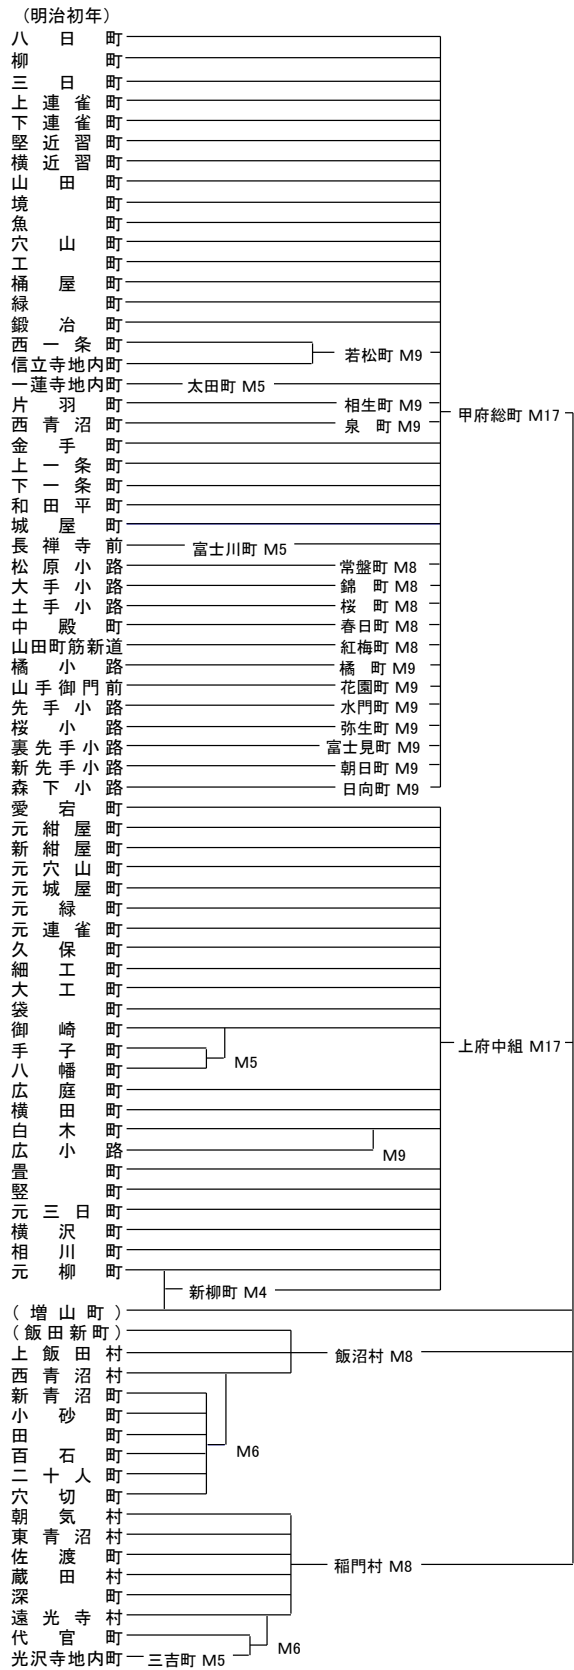 （明治初年）
八日町
柳町
三日町
上連雀町
下連雀町
堅近習町
横近習町
山田町
境町
魚町
穴山町
工町
桶屋町
緑町
鍛冶町
西一条町
信立寺地内町 若松町 M9
一蓮寺地内町 太田町 M5
片羽町 相生町 M9 甲府総町 M17
西青沼町 泉町 M9
金手町
上一条町
下一条町
和田平町
城屋町
長禅寺前 富士川町 M5
松原小路 常盤町 M8
大手小路 錦町 M8
土手小路 桜町 M8
中殿町 春日町 M8
山田町筋新道 紅梅町 M8
橘小路 橘町 M9
山手御門前 花園町 M9
先手小路 水門町 M9
桜小路 弥生町 M9
裏先手小路 富士見町 M9
新先手小路 朝日町 M9
森下小路 日向町 M9
愛宕町
元紺屋町
新紺屋町
元穴山町
元城屋町
元緑町
元連雀町
久保町
細工町
大工町
袋町
御崎町
手子町 上府中組 M17
八幡町 M5
広庭町
横田町
白木町
広小路 M9
畳町
竪町
元三日町
横沢町
相川町
元柳町
新柳町 M4
（増山町）
（飯田新町）
上飯田村 飯沼村 M8
西青沼村
新青沼町
小砂町
田町
百石町 M6
二十人町
穴切町
朝気村
東青沼村
佐渡町 稲門村 M8
蔵田村
深町
遠光寺村
代官町 M6
光沢寺地内町 三吉町 M5